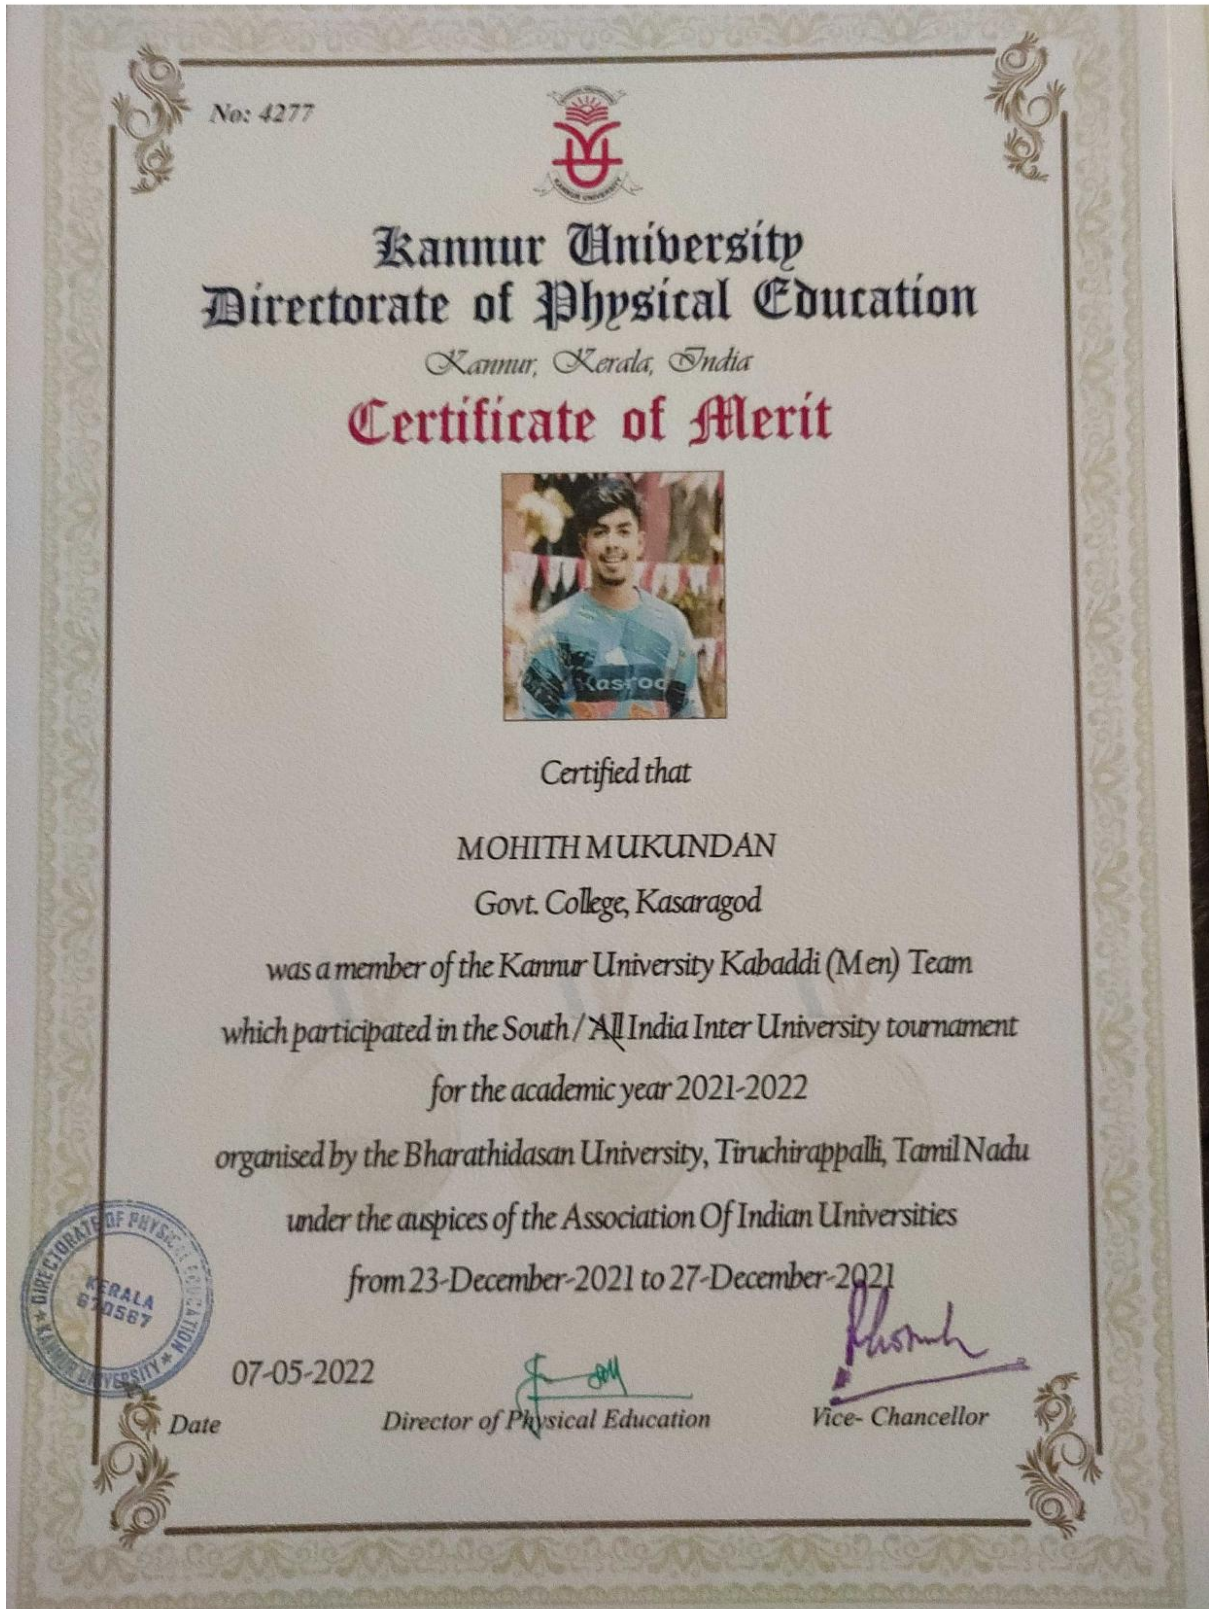 No: 4277
KANNUR UNIVERSITY
Kannur University
Directorate of Physical Education
Kannur, Kerala, India
Certificate of Merit
Kasrod
Certified that
MOHITH MUKUNDAN
Govt. College, Kasaragod
was a member of the Kannur University Kabaddi (Men) Team
which participated in the South / All India Inter University tournament
for the academic year 2021-2022
organised by the Bharathidasan University, Tiruchirappalli, Tamil Nadu
under the auspices of the Association Of Indian Universities
from 23-December-2021 to 27-December-2021
DIRECTORATE OF PHYSICAL EDUCATION
KANNUR UNIVERSITY
KERALA
670567
07-05-2022
Date
Director of Physical Education
Vice- Chancellor